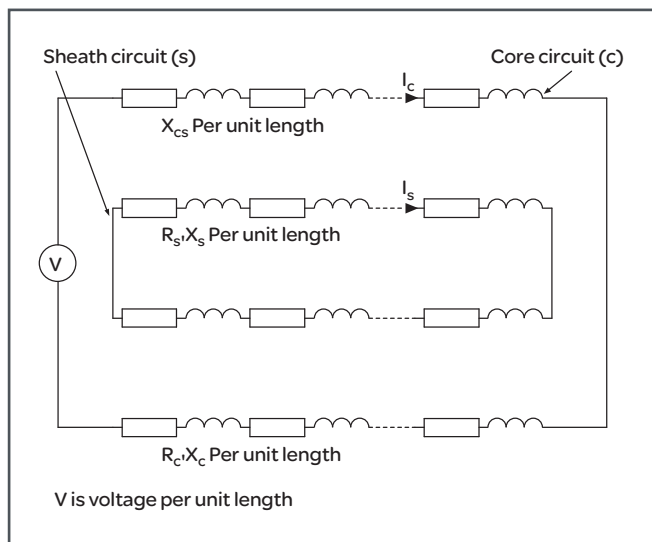 Sheath circuit (s)
Core circuit (c)
I_c
X_cs Per unit length
I_s
R_s,X_s Per unit length
V
R_c,X_c Per unit length
V is voltage per unit length